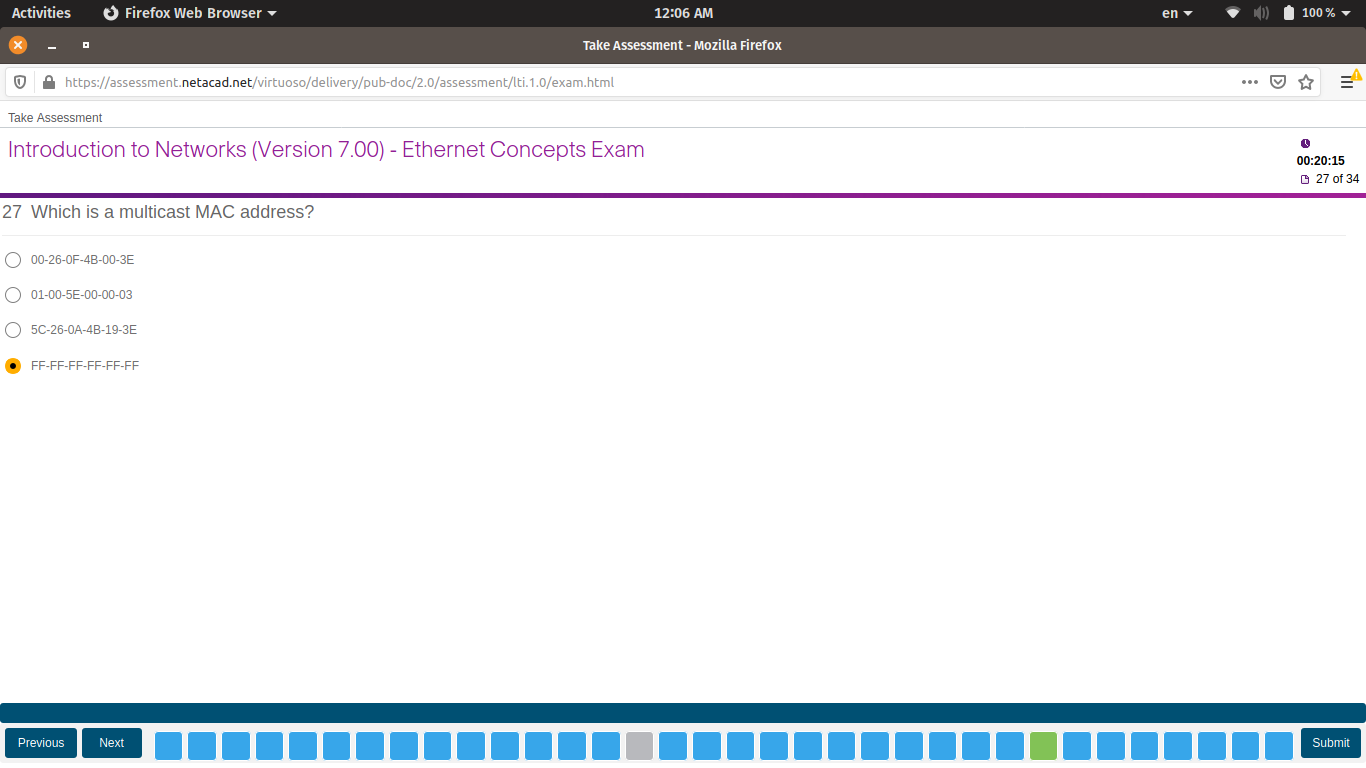 Activities Firefox Web Browser 12:06 AM en 100 %
Take Assessment - Mozilla Firefox
https://assessment.netacad.net/virtuoso/delivery/pub-doc/2.0/assessment/lti.1.0/exam.html
Take Assessment
Introduction to Networks (Version 7.00) - Ethernet Concepts Exam
00:20:15
27 of 34
27 Which is a multicast MAC address?
00-26-0F-4B-00-3E
01-00-5E-00-00-03
5C-26-0A-4B-19-3E
FF-FF-FF-FF-FF-FF
Previous Next Submit